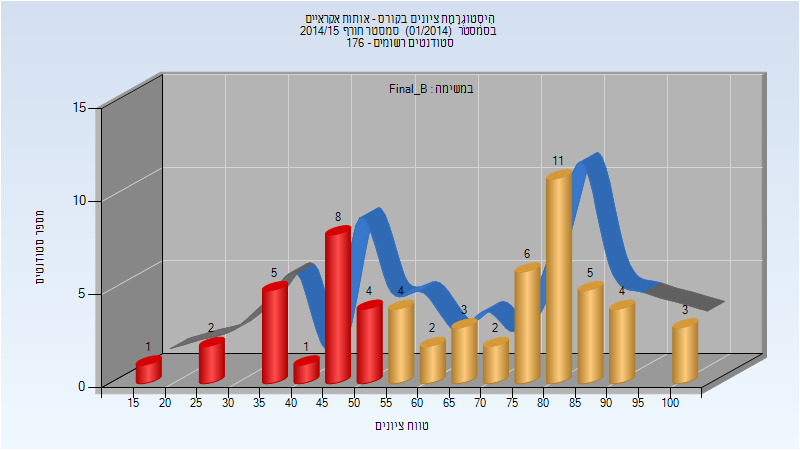 היסטוגרמת ציונים בקורס - אותות אקראיים
בסמסטר (01/2014) סמסטר חורף 2014/15
סטודנטים רשומים - 176
במשימה : Final_B
מספר סטודנטים
15
10
5
0
1 2 5 1 8 4 4 2 3 2 6 11 5 4 3
15 20 25 30 35 40 45 50 55 60 65 70 75 80 85 90 95 100
טווח ציונים